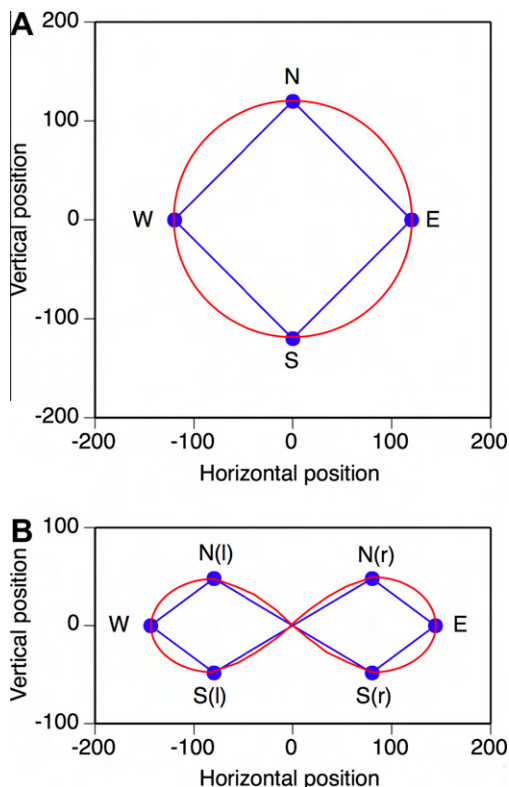 A
200
N
100
Vertical position
W
0
E
-100
S
-200
-200 -100 0 100 200
Horizontal position
B
100
N(l) N(r)
Vertical position
W
0
E
S(l) S(r)
-100
-200 -100 0 100 200
Horizontal position